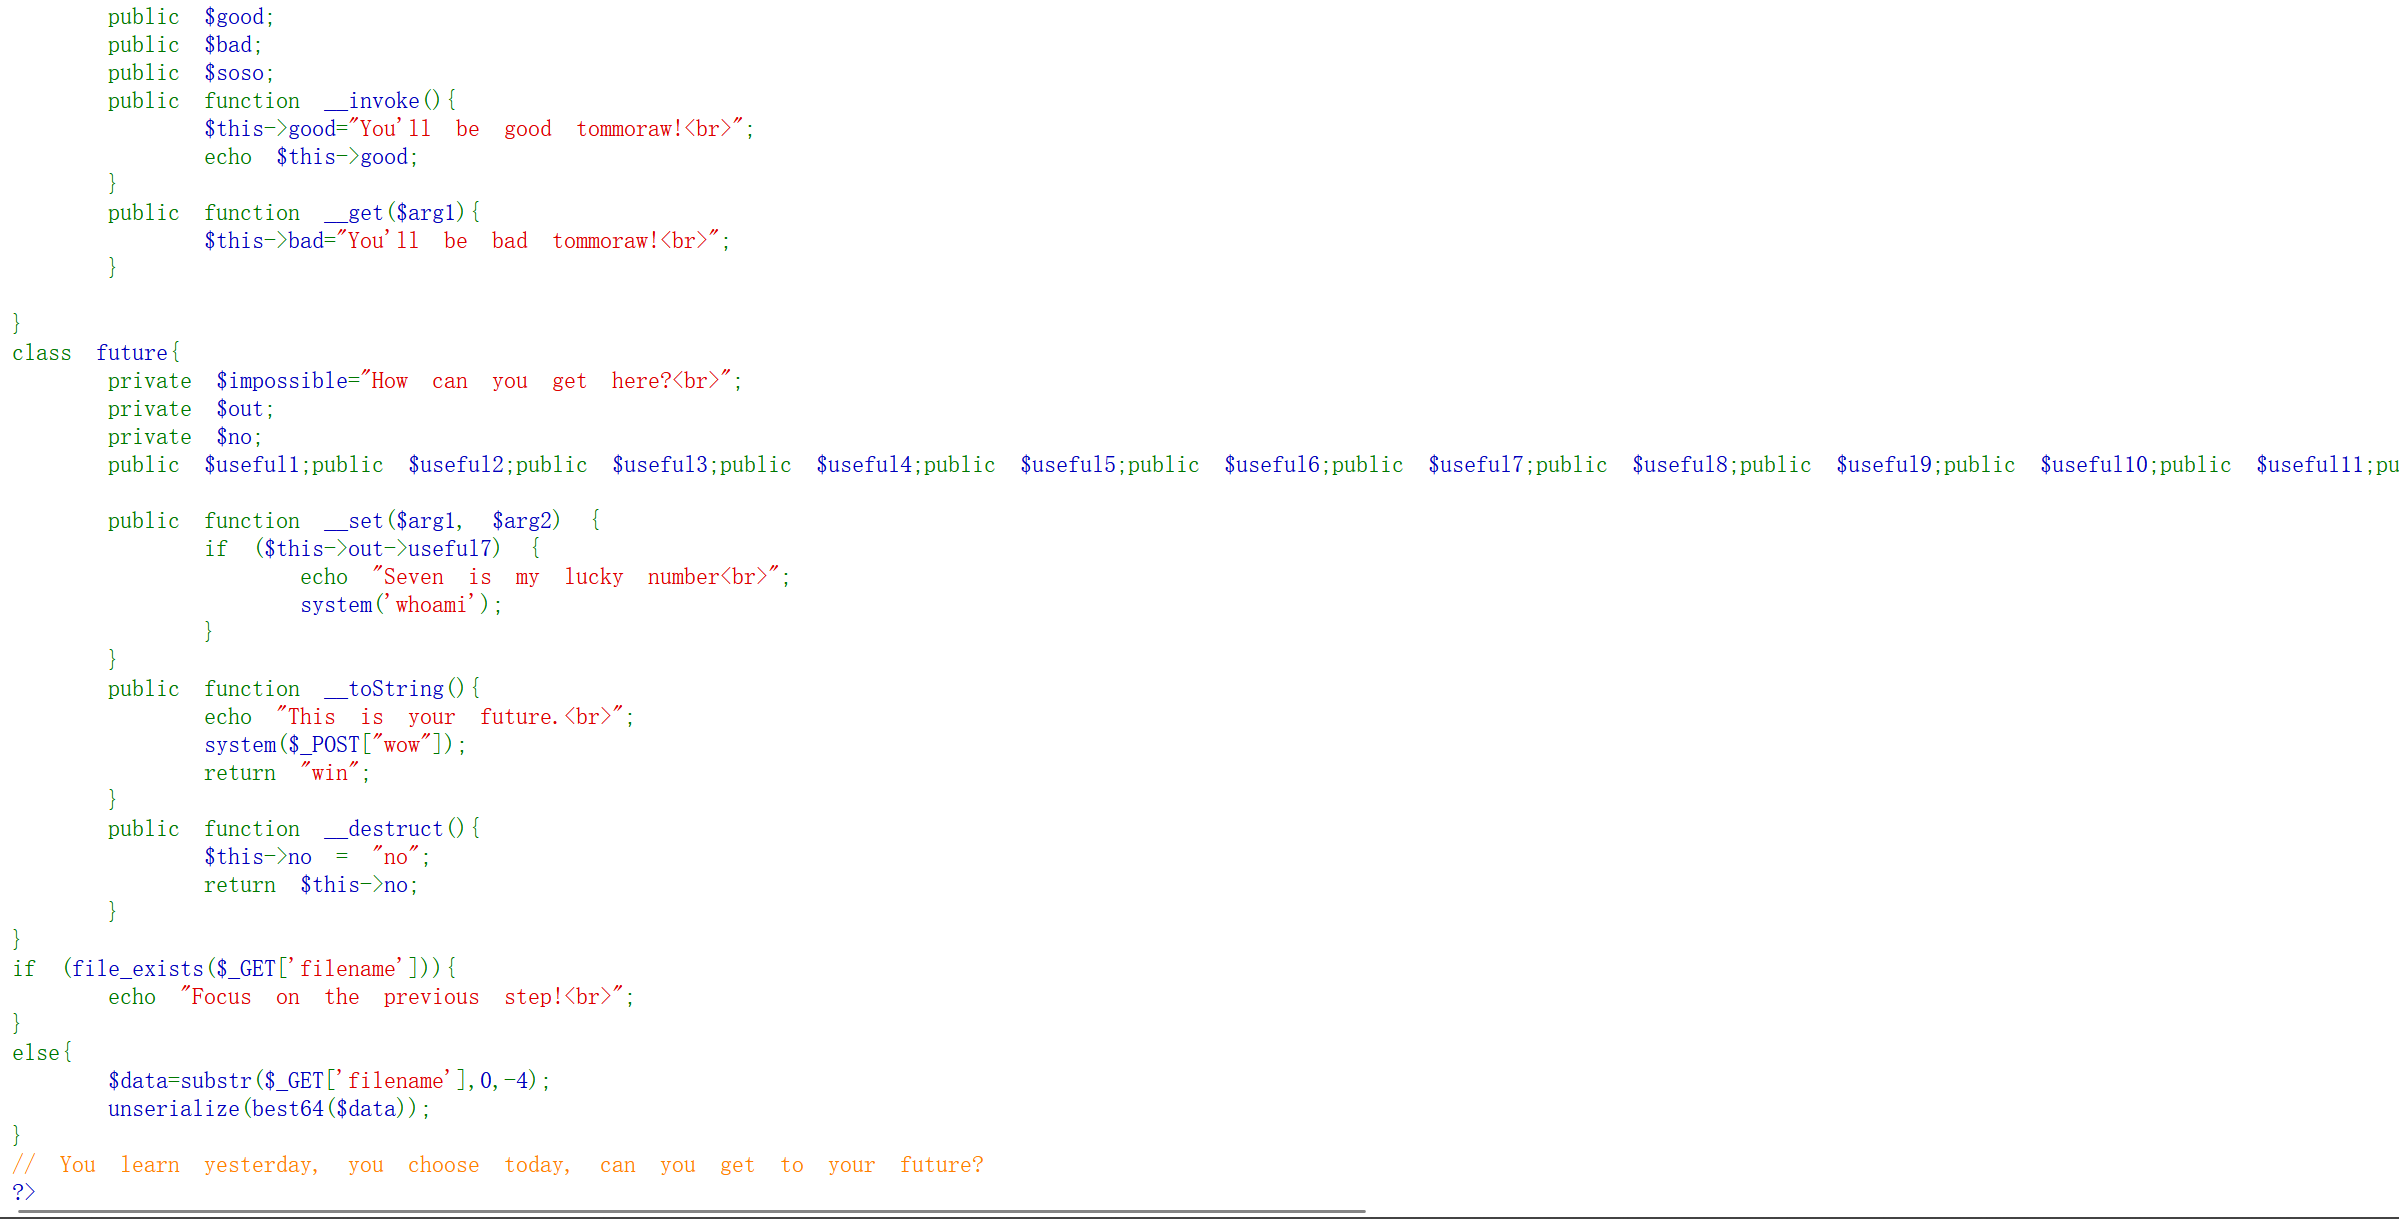 public $good;
public $bad;
public $soso;
public function __invoke(){
$this->good="You'll be good tommoraw!<br>";
echo $this->good;
}
public function __get($arg1){
$this->bad="You'll be bad tommoraw!<br>";
}
}
class future{
private $impossible="How can you get here?<br>";
private $out;
private $no;
public $useful1;public $useful2;public $useful3;public $useful4;public $useful5;public $useful6;public $useful7;public $useful8;public $useful9;public $useful10;public $useful11;pu
public function __set($arg1, $arg2) {
if ($this->out->useful7) {
echo "Seven is my lucky number<br>";
system('whoami');
}
}
public function __toString(){
echo "This is your future.<br>";
system($_POST["wow"]);
return "win";
}
public function __destruct(){
$this->no = "no";
return $this->no;
}
}
if (file_exists($_GET['filename'])){
echo "Focus on the previous step!<br>";
}
else{
$data=substr($_GET['filename'],0,-4);
unserialize(best64($data));
}
// You learn yesterday, you choose today, can you get to your future?
?>